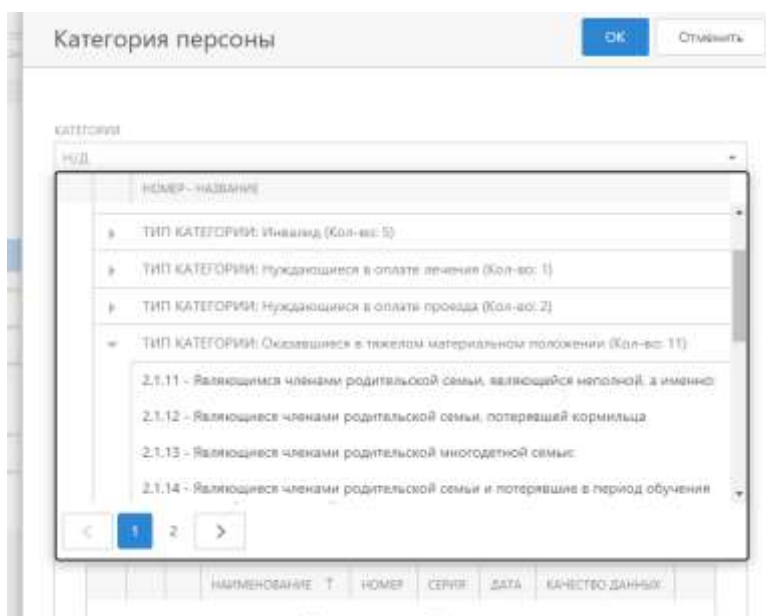 Категория персоны
ОК
Отменить
КАТЕГОРИИ
Н/Д
НОМЕР - НАЗВАНИЕ
ТИП КАТЕГОРИИ: Инвалид (Кол-во: 5)
ТИП КАТЕГОРИИ: Нуждающиеся в оплате лечения (Кол-во: 1)
ТИП КАТЕГОРИИ: Нуждающиеся в оплате проезда (Кол-во: 2)
ТИП КАТЕГОРИИ: Оказавшиеся в тяжелом материальном положении (Кол-во: 11)
2.1.11 - Являющимся членами родительской семьи, являющейся неполной, а именно:
2.1.12 - Являющиеся членами родительской семьи, потерявшей кормильца
2.1.13 - Являющиеся членами родительской многодетной семьи:
2.1.14 - Являющиеся членами родительской семьи и потерявшие в период обучения
1 2
НАИМЕНОВАНИЕ НОМЕР СЕРИЯ ДАТА КАЧЕСТВО ДАННЫХ